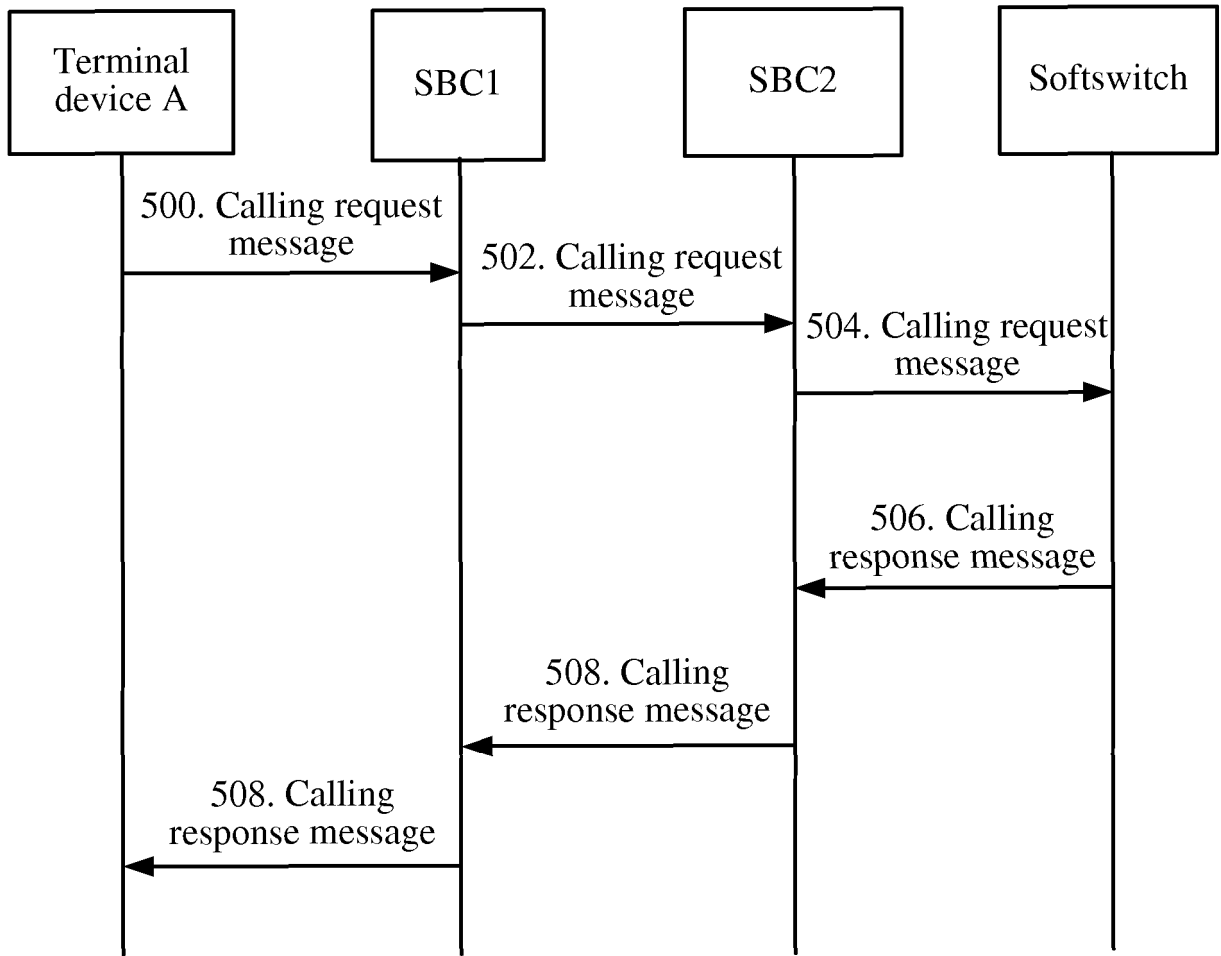 Terminal
device A
SBC1
SBC2
Softswitch
500. Calling request
message
502. Calling request
message
504. Calling request
message
506. Calling
response message
508. Calling
response message
508. Calling
response message